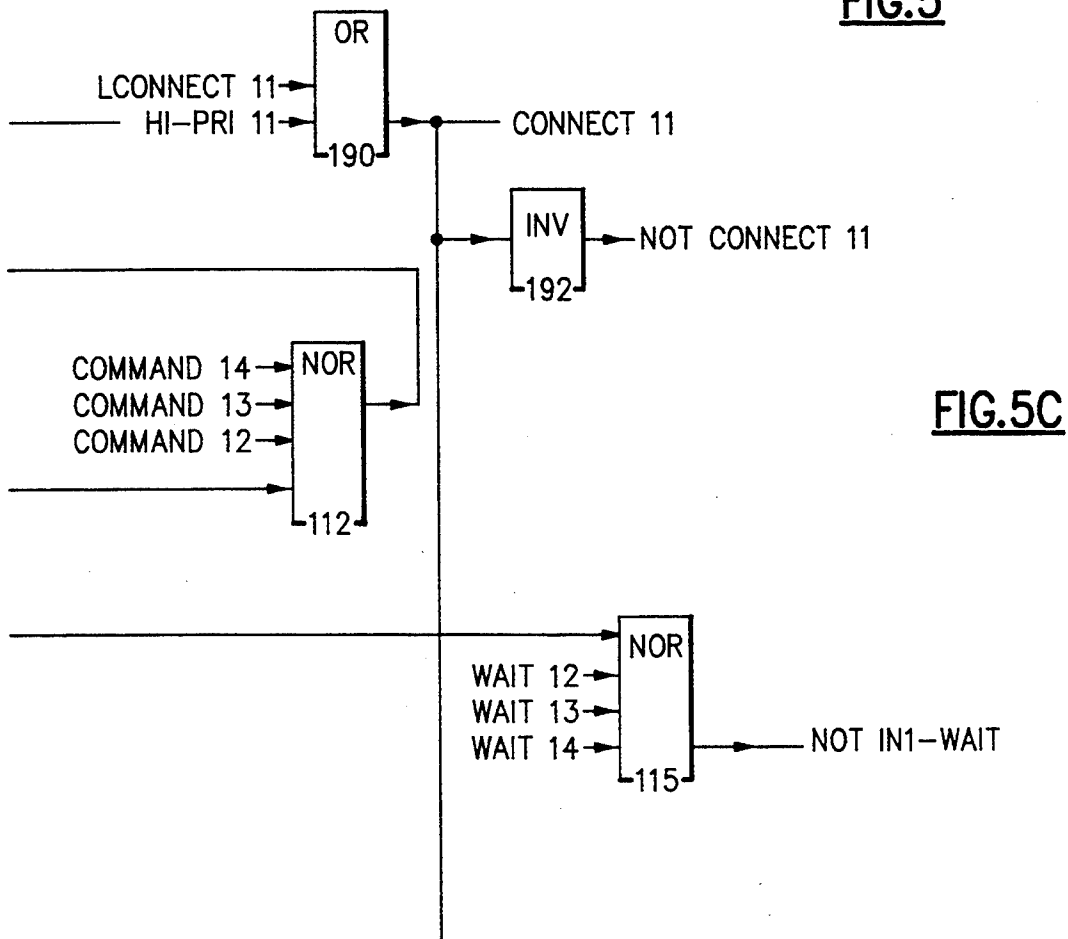 FIG.5
OR
LCONNECT 11
HI-PRI 11
190
CONNECT 11
INV
NOT CONNECT 11
192
COMMAND 14
NOR
COMMAND 13
COMMAND 12
112
FIG.5C
NOR
WAIT 12
WAIT 13
WAIT 14
NOT IN1-WAIT
115